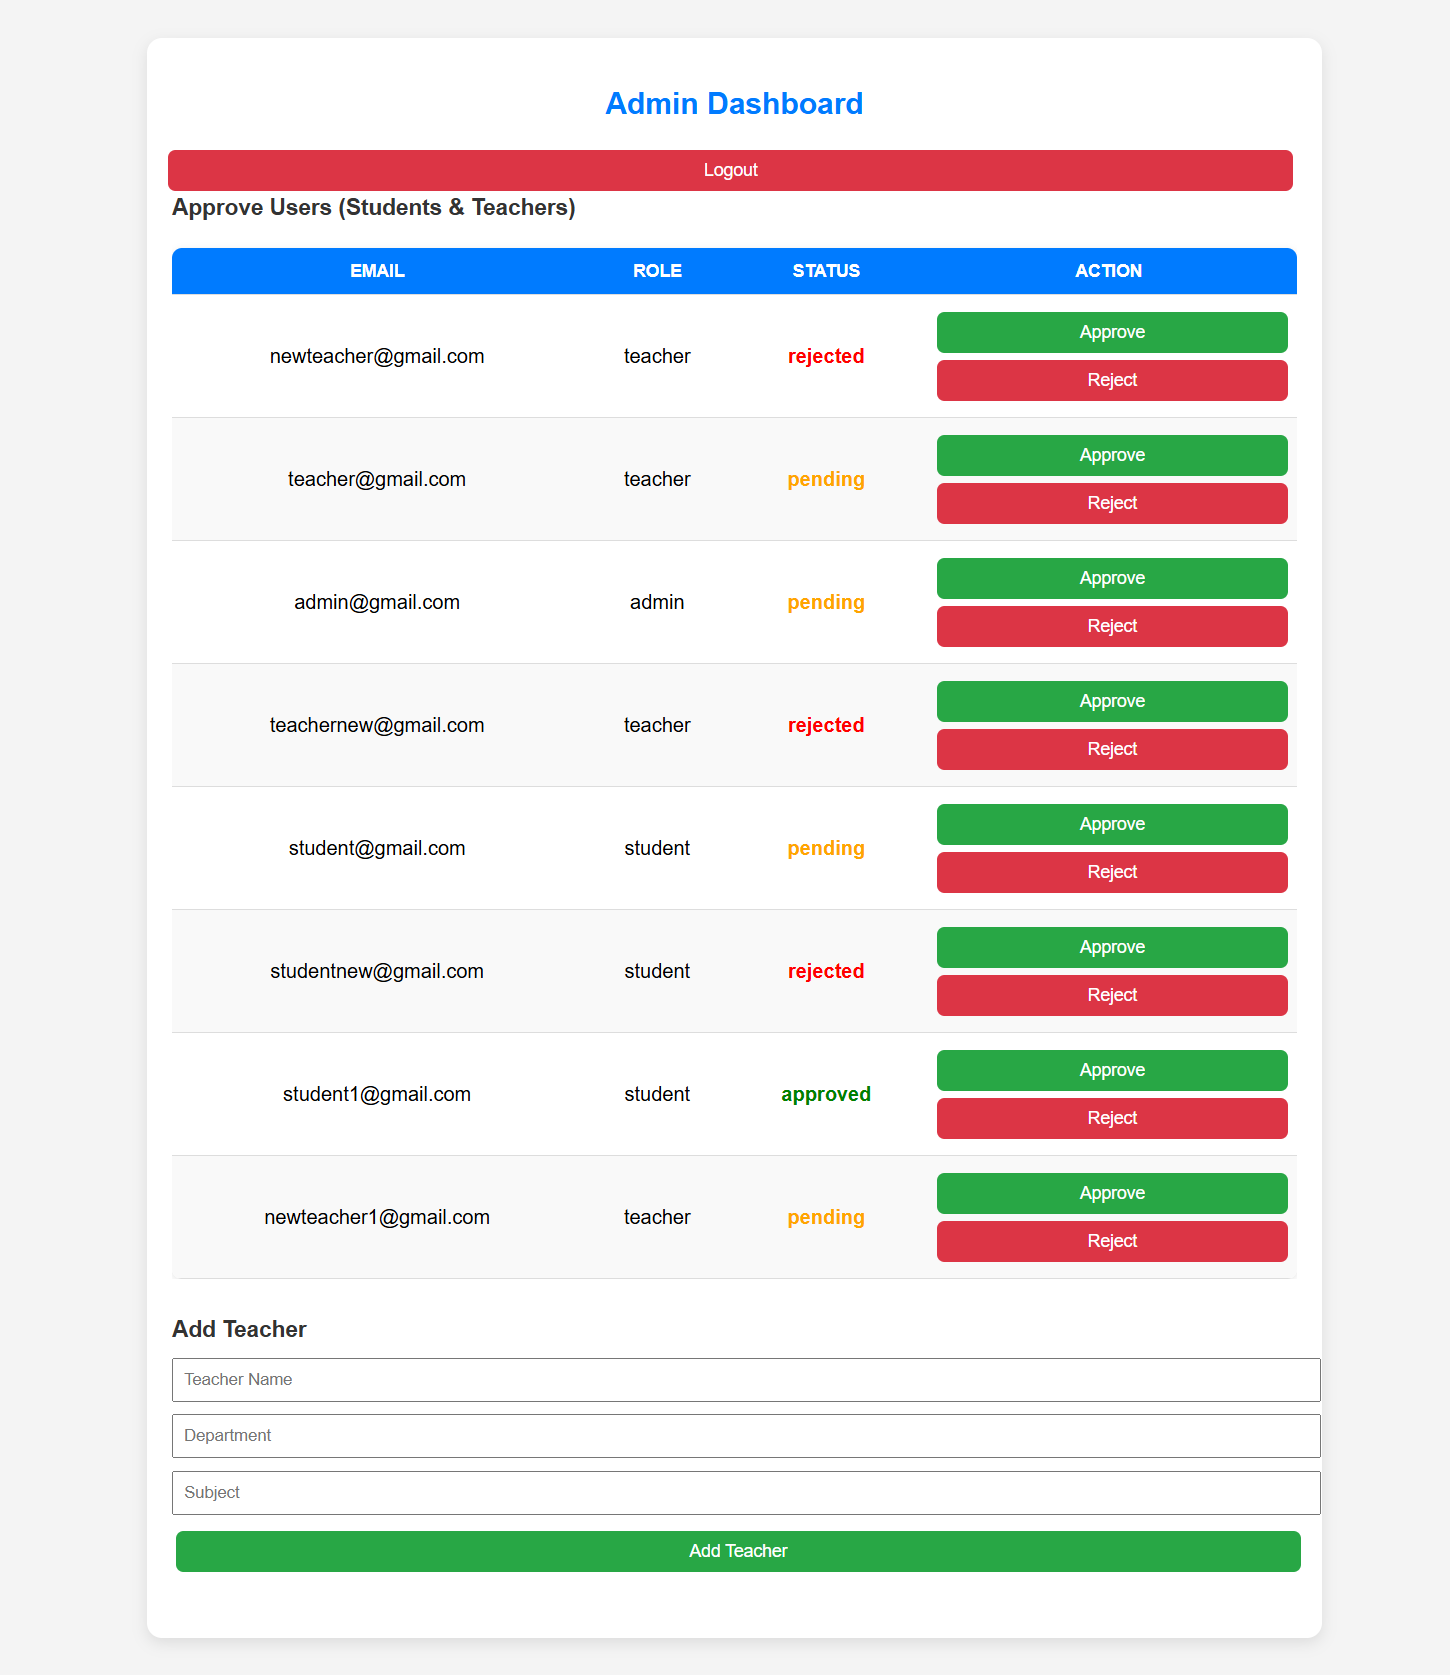 Admin Dashboard
Logout
Approve Users (Students & Teachers)
EMAIL ROLE STATUS ACTION
newteacher@gmail.com teacher rejected Approve
Reject
teacher@gmail.com teacher pending Approve
Reject
admin@gmail.com admin pending Approve
Reject
teachernew@gmail.com teacher rejected Approve
Reject
student@gmail.com student pending Approve
Reject
studentnew@gmail.com student rejected Approve
Reject
student1@gmail.com student approved Approve
Reject
newteacher1@gmail.com teacher pending Approve
Reject
Add Teacher
Teacher Name
Department
Subject
Add Teacher